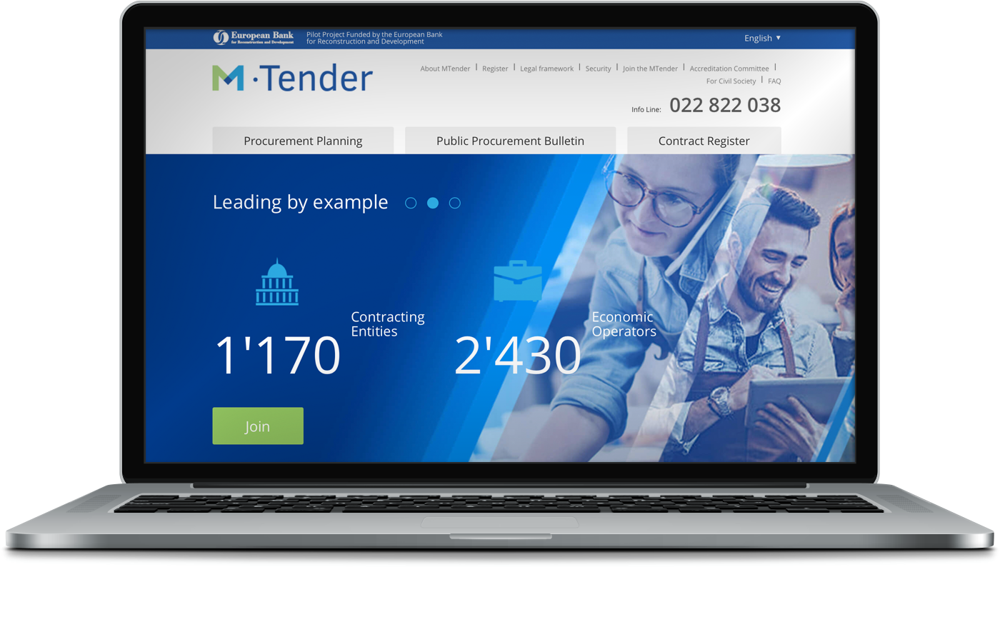 European Bank
for Reconstruction and Development
Pilot Project Funded by the European Bank
for Reconstruction and Development
English ▼
M·Tender
About MTender | Register | Legal framework | Security | Join the MTender | Accreditation Committee |
For Civil Society | FAQ
Info Line: 022 822 038
Procurement Planning
Public Procurement Bulletin
Contract Register
Leading by example
1'170
Contracting
Entities
2'430
Economic
Operators
Join